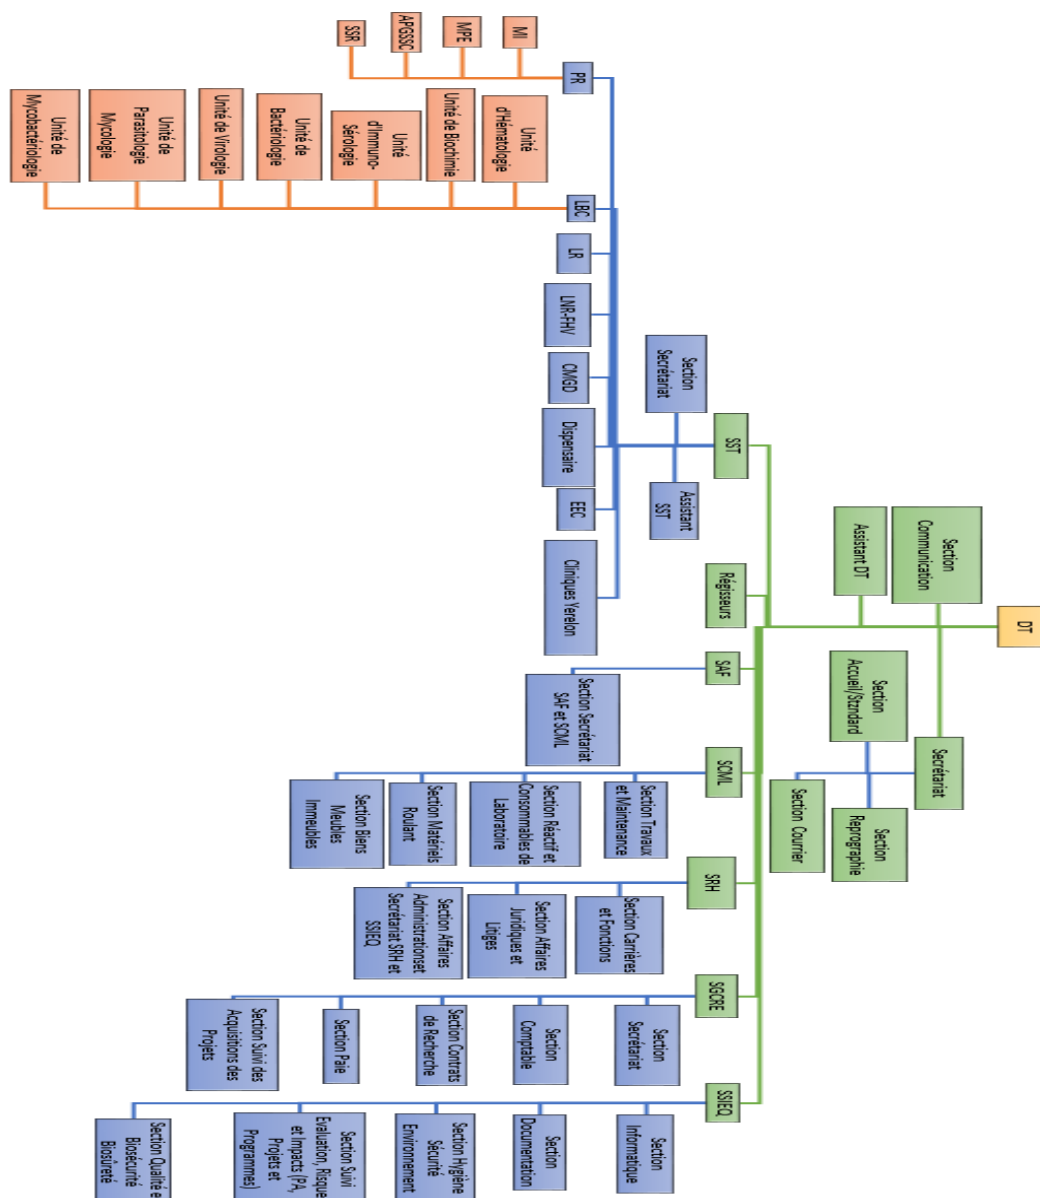 DT
Section
Communication
Assistant DT
Secrétariat
Section
Accueil/Stzndard
Section
Reprographie
Section Courrier
SST
Régisseurs
SAF
SCML
SRH
SGCRE
SSIEQ
Section
Secrétariat
Assistant
SST
PR
LBC
LR
LNR-FHV
CMGD
Dispensaire
EEC
Cliniques Yerelon
MI
MPE
APGSSC
SSR
Unité
d'Hématologie
Unité de Biochimie
Unité
d'Immuno-
Sérologie
Unité de
Bactériologie
Unité de Virologie
Unité de
Parasitologie
Mycologie
Unité de
Mycobactériologie
Section Secrétariat
SAF et SCML
Section Travaux
et Maintenance
Section Réactif et
Consommables de
Laboratoire
Section Matériels
Roulant
Section Biens
Meubles
Immeubles
Section Carrières
et Fonctions
Section Affaires
Juridiques et
Litiges
Section Affaires
Administrationset
Secrétariat SRH et
SSIEQ
Section
Secrétariat
Section
Comptable
Section Contrats
de Recherche
Section Paie
Section Suivi des
Acquisitions des
Projets
Section
Informatique
Section
Documentation
Section Hygiène
Sécurité
Environnement
Section Suivi
Evaluation, Risque
et Impacts (PA,
Projets et
Programmes)
Section Qualité e
Biosécurité
Biosûreté